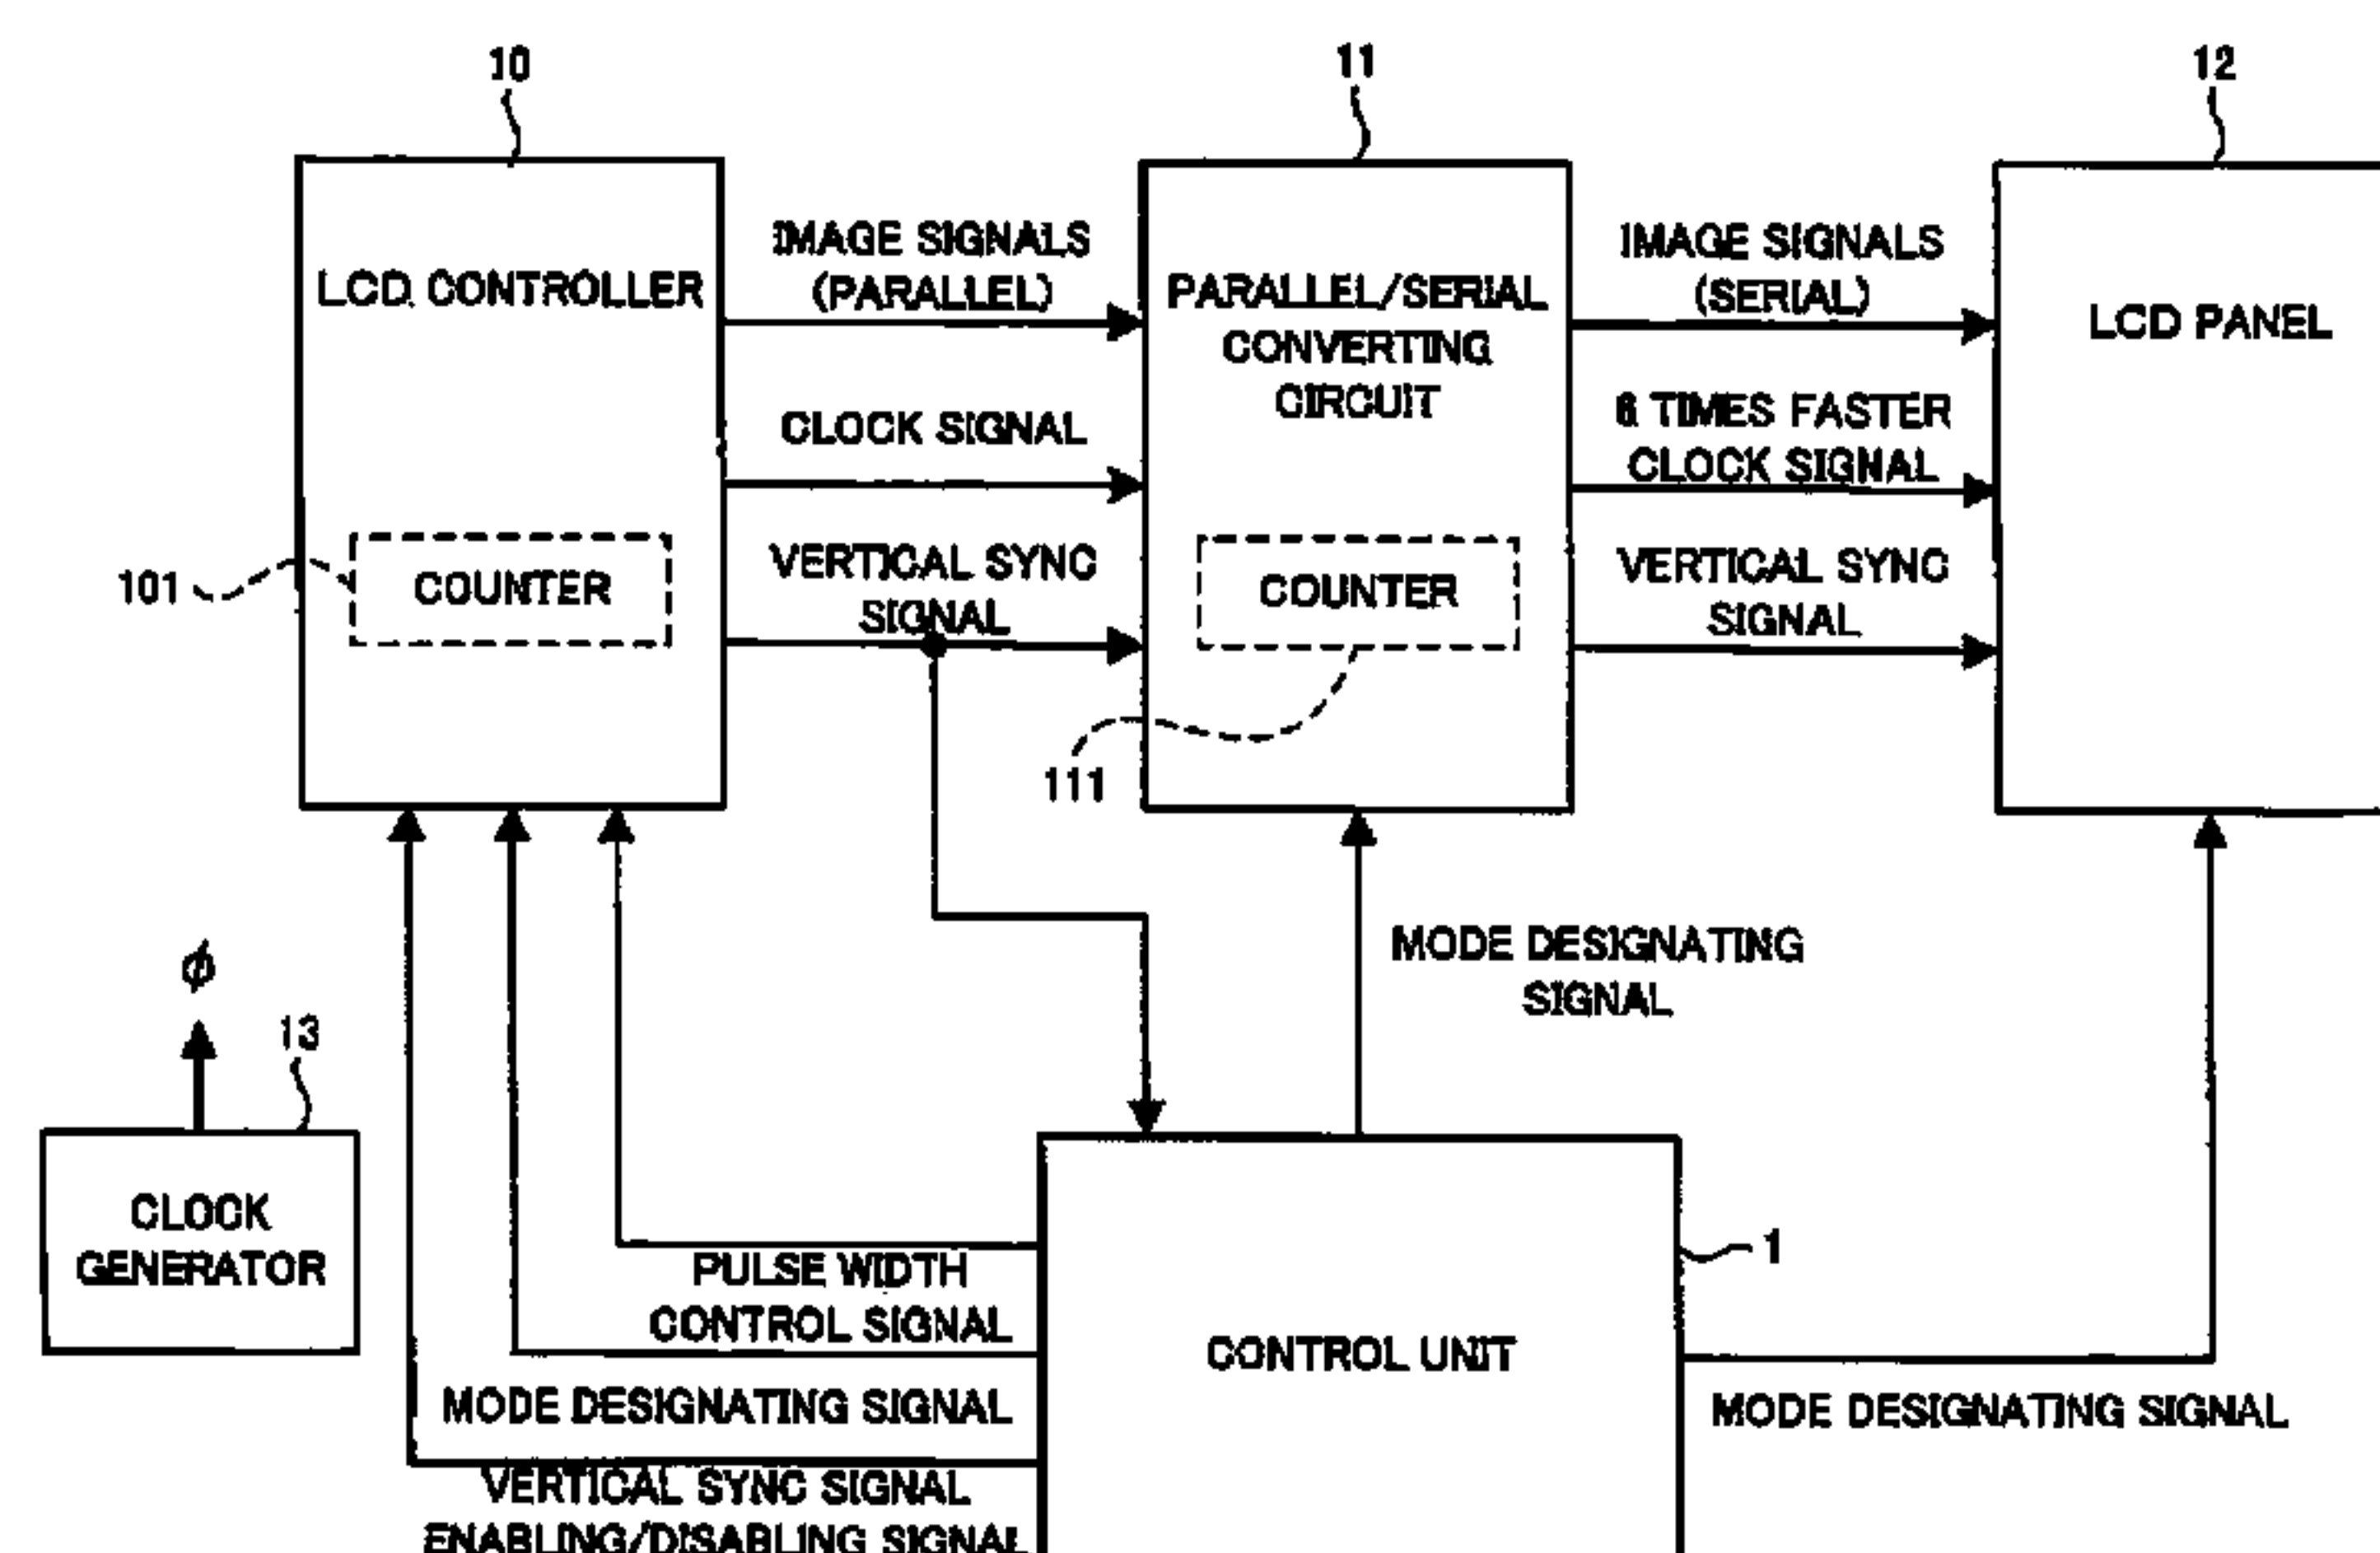 10
11
12
IMAGE SIGNALS
(PARALLEL)
IMAGE SIGNALS
(SERIAL)
LCD CONTROLLER
PARALLEL/SERIAL
CONVERTING
CIRCUIT
LCD PANEL
CLOCK SIGNAL
6 TIMES FASTER
CLOCK SIGNAL
VERTICAL SYNC
SIGNAL
VERTICAL SYNC
SIGNAL
101
COUNTER
COUNTER
111
MODE DESIGNATING
SIGNAL
ϕ
13
CLOCK
GENERATOR
PULSE WIDTH
CONTROL SIGNAL
1
CONTROL UNIT
MODE DESIGNATING SIGNAL
MODE DESIGNATING SIGNAL
VERTICAL SYNC SIGNAL
ENABLING/DISABLING SIGNAL